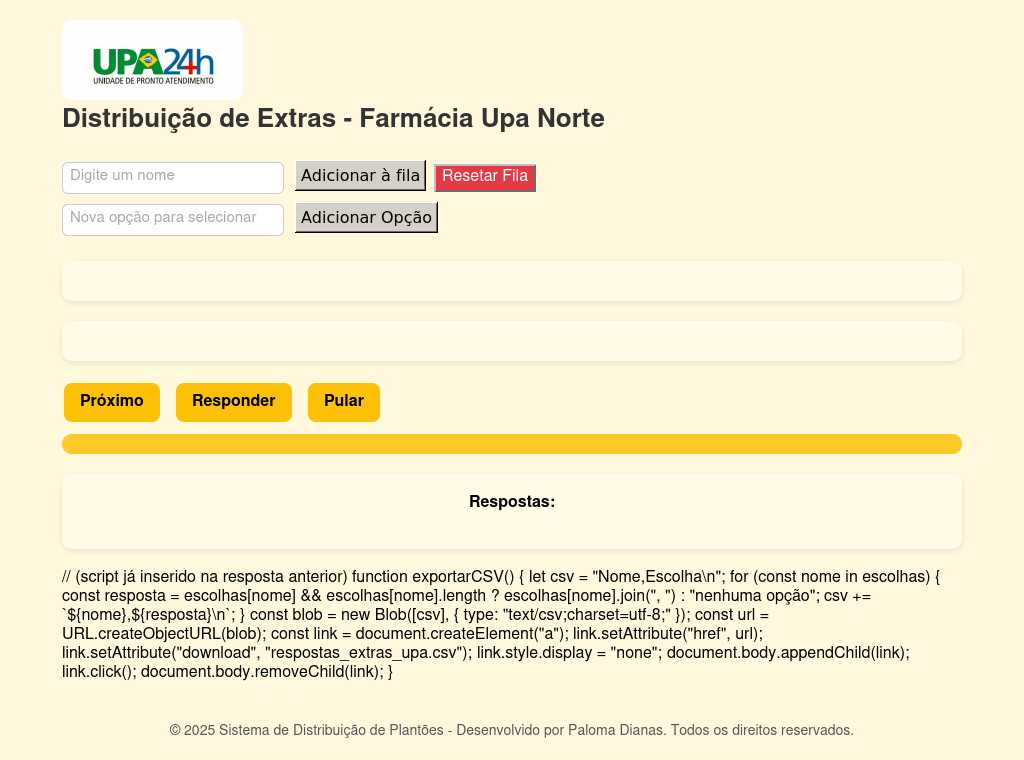 UPA24h
UNIDADE DE PRONTO ATENDIMENTO
Distribuição de Extras - Farmácia Upa Norte
Digite um nome
Adicionar à fila
Resetar Fila
Nova opção para selecionar
Adicionar Opção
Próximo
Responder
Pular
Respostas:
// (script já inserido na resposta anterior) function exportarCSV() { let csv = "Nome,Escolha\n"; for (const nome in escolhas) {
const resposta = escolhas[nome] && escolhas[nome].length ? escolhas[nome].join(", ") : "nenhuma opção"; csv +=
`${nome},${resposta}\n`; } const blob = new Blob([csv], { type: "text/csv;charset=utf-8;" }); const url =
URL.createObjectURL(blob); const link = document.createElement("a"); link.setAttribute("href", url);
link.setAttribute("download", "respostas_extras_upa.csv"); link.style.display = "none"; document.body.appendChild(link);
link.click(); document.body.removeChild(link); }
© 2025 Sistema de Distribuição de Plantões - Desenvolvido por Paloma Dianas. Todos os direitos reservados.